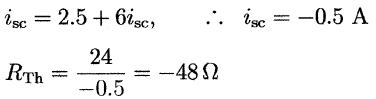 i_sc = 2.5 + 6i_sc, ∴ i_sc = −0.5 A
R_Th = 24/−0.5 = −48 Ω